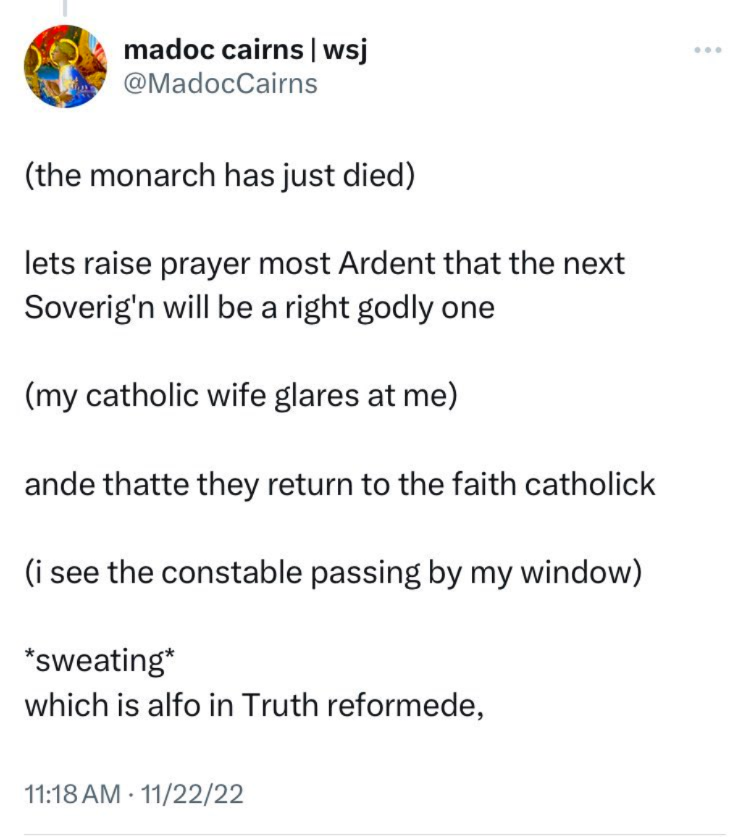 madoc cairns | wsj
@MadocCairns
(the monarch has just died)
lets raise prayer most Ardent that the next
Soverig'n will be a right godly one
(my catholic wife glares at me)
ande thatte they return to the faith catholick
(i see the constable passing by my window)
*sweating*
which is alfo in Truth reformede,
11:18 AM · 11/22/22